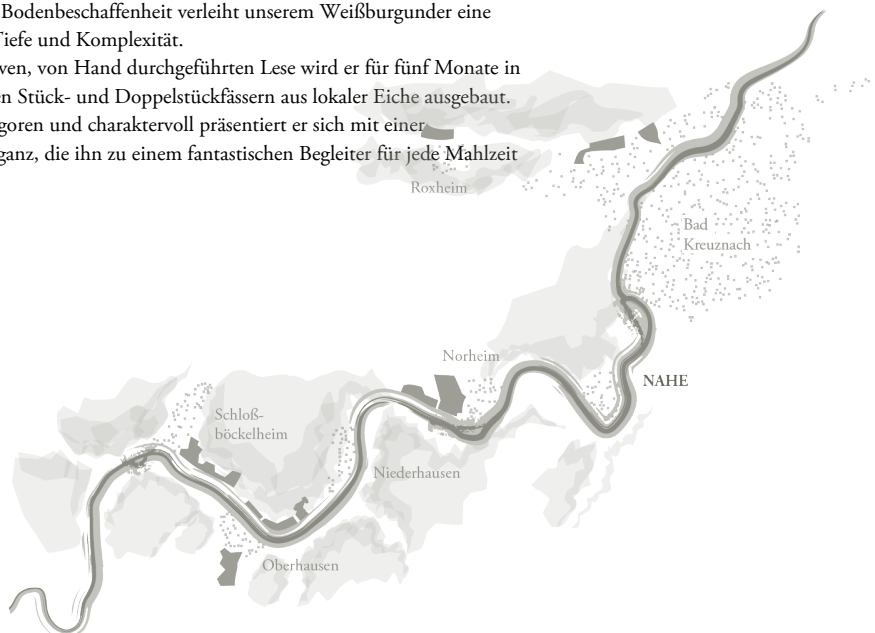 Bodenbeschaffenheit verleiht unserem Weißburgunder eine
Tiefe und Komplexität.
ven, von Hand durchgeführten Lese wird er für fünf Monate in
en Stück- und Doppelstückfässern aus lokaler Eiche ausgebaut.
goren und charaktervoll präsentiert er sich mit einer
ganz, die ihn zu einem fantastischen Begleiter für jede Mahlzeit
Roxheim
Bad
Kreuznach
Norheim
NAHE
Schloß-
böckelheim
Niederhausen
Oberhausen